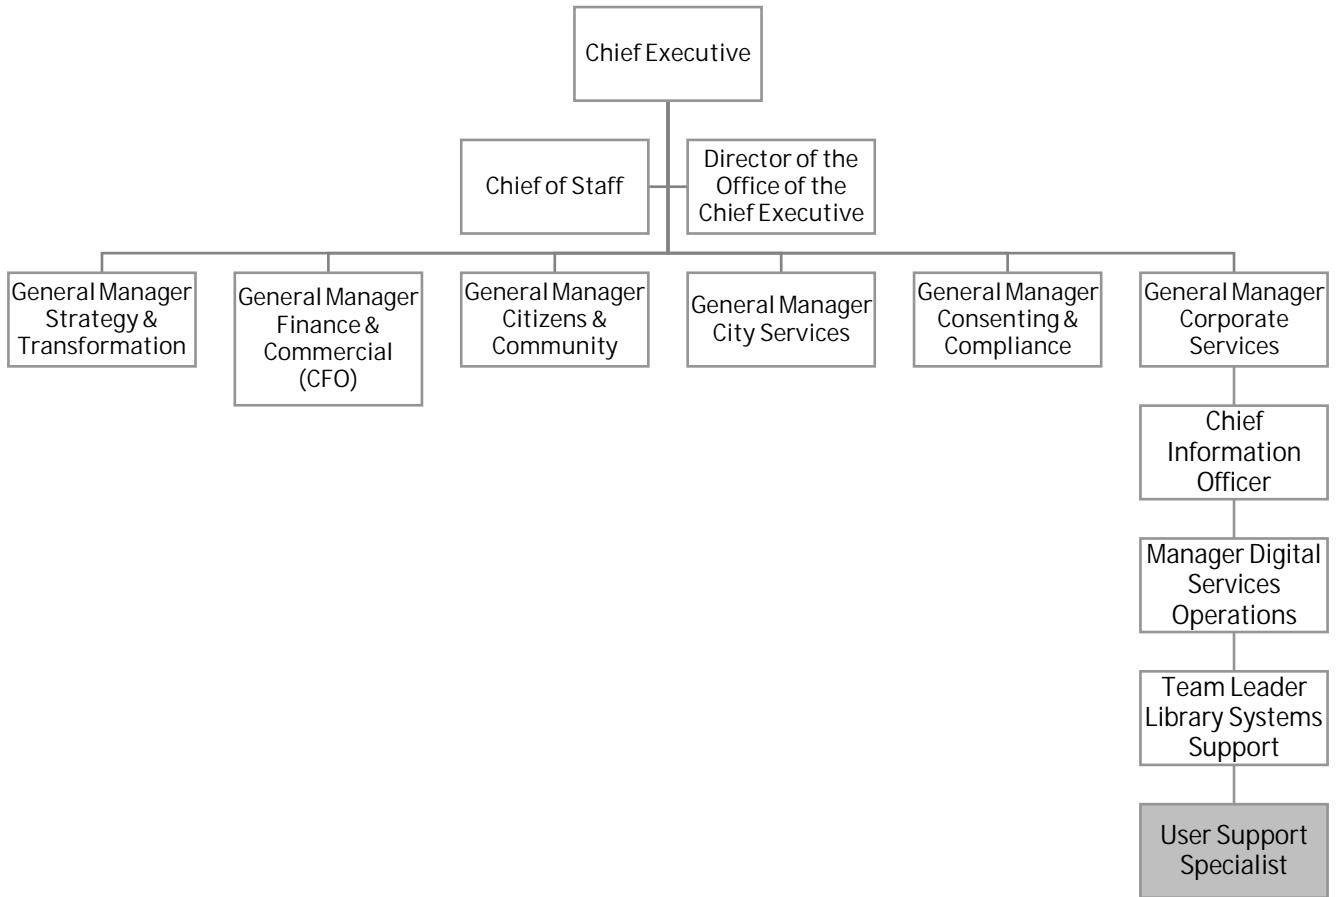 Chief Executive
Chief of Staff
Director of the
Office of the
Chief Executive
General Manager
Strategy &
Transformation
General Manager
Finance &
Commercial
(CFO)
General Manager
Citizens &
Community
General Manager
City Services
General Manager
Consenting &
Compliance
General Manager
Corporate
Services
Chief
Information
Officer
Manager Digital
Services
Operations
Team Leader
Library Systems
Support
User Support
Specialist